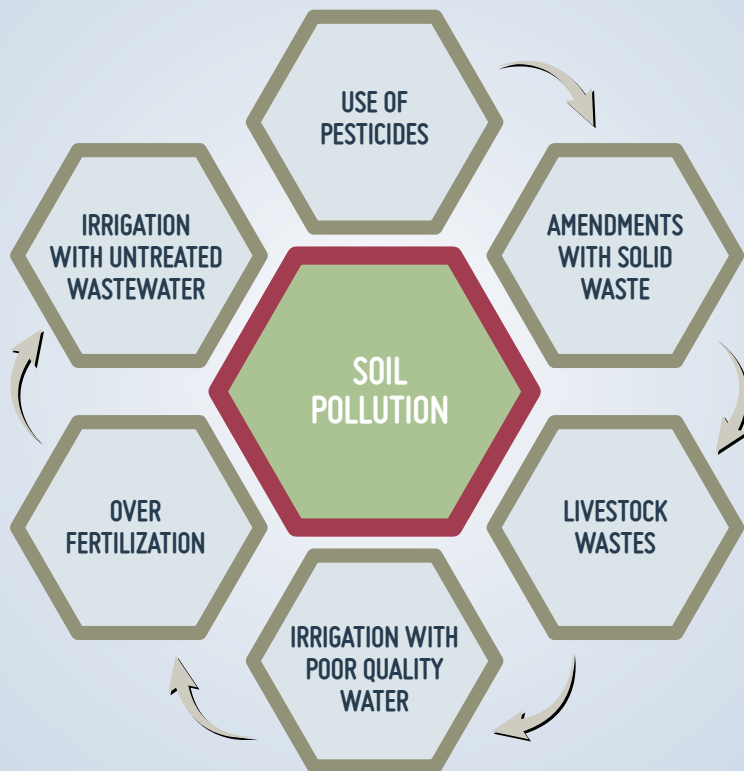 USE OF
PESTICIDES
AMENDMENTS
WITH SOLID
WASTE
LIVESTOCK
WASTES
IRRIGATION WITH
POOR QUALITY
WATER
OVER
FERTILIZATION
IRRIGATION
WITH UNTREATED
WASTEWATER
SOIL
POLLUTION